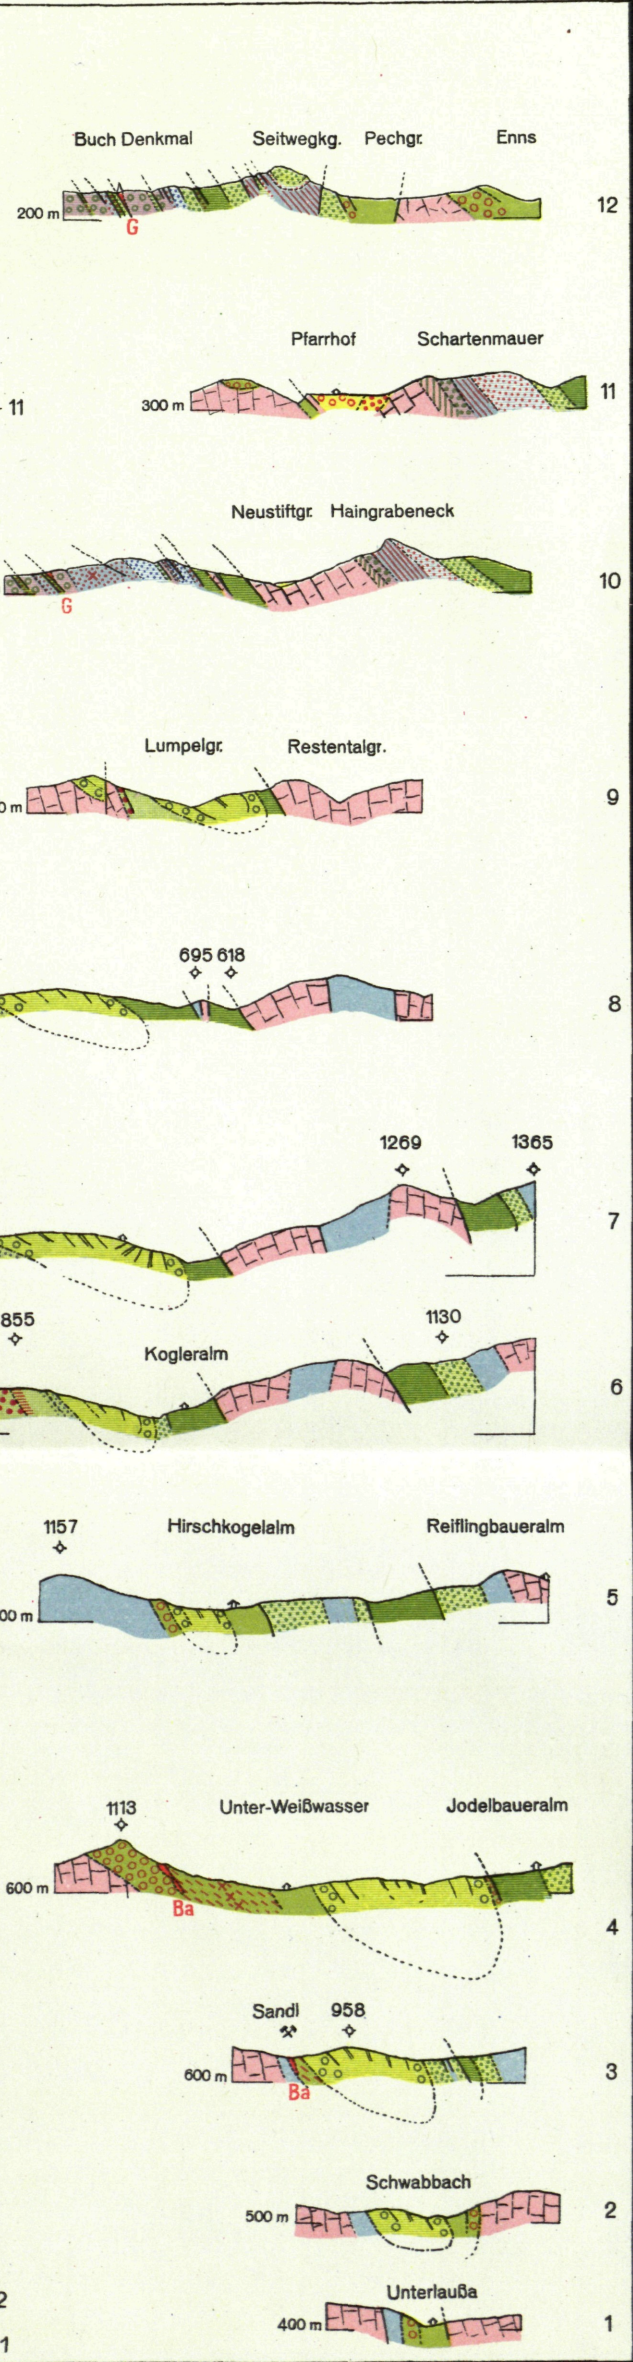 Buch Denkmal Seitwegkg. Pechgr. Enns
200 m G 12
Pfarrhof Schartenmauer
11 300 m 11
Neustiftgr. Haingrabeneck
G 10
Lumpelgr. Restentalgr.
0 m 9
695 618
8
1269 1365
7
855 1130
Kogleralm
6
1157 Hirschkogelalm Reiflingbaueralm
00 m 5
1113 Unter-Weißwasser Jodelbaueralm
600 m Ba 4
Sandl 958
600 m Ba 3
Schwabbach
500 m 2
Unterlaußa
2
400 m 1
1